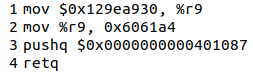 1 mov $0x129ea930, %r9
2 mov %r9, 0x6061a4
3 pushq $0x0000000000401087
4 retq